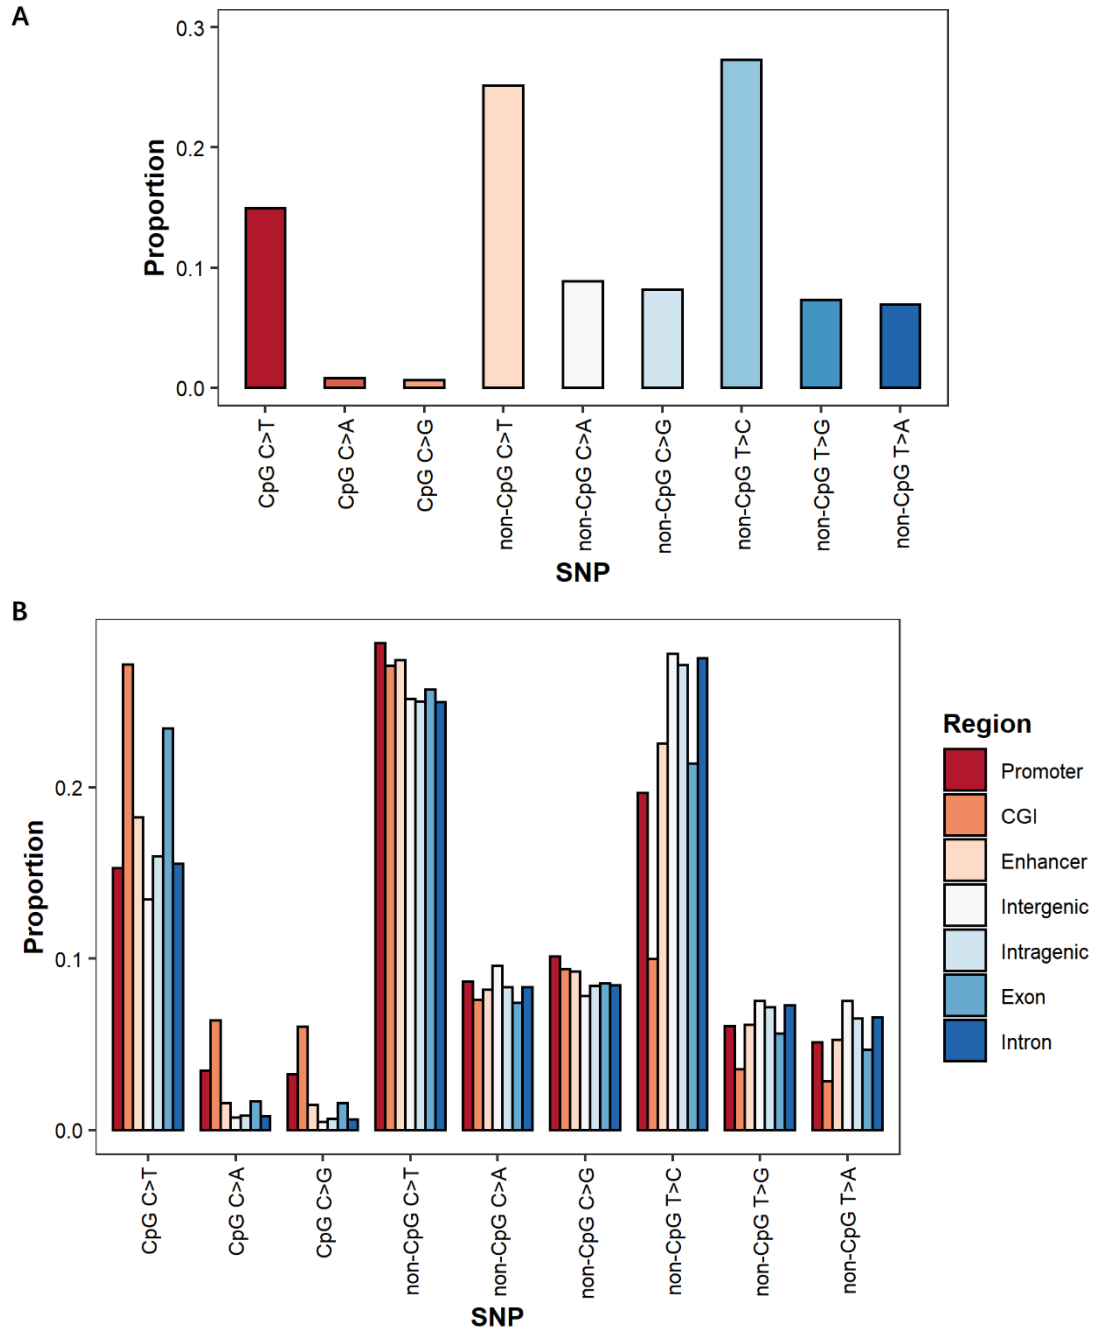 A
0.3
0.2
0.1
0.0
Proportion
CpG C>T
CpG C>A
CpG C>G
non-CpG C>T
non-CpG C>A
non-CpG C>G
non-CpG T>C
non-CpG T>G
non-CpG T>A
SNP
B
0.2
0.1
0.0
Proportion
CpG C>T
CpG C>A
CpG C>G
non-CpG C>T
non-CpG C>A
non-CpG C>G
non-CpG T>C
non-CpG T>G
non-CpG T>A
SNP
Region
Promoter
CGI
Enhancer
Intergenic
Intragenic
Exon
Intron